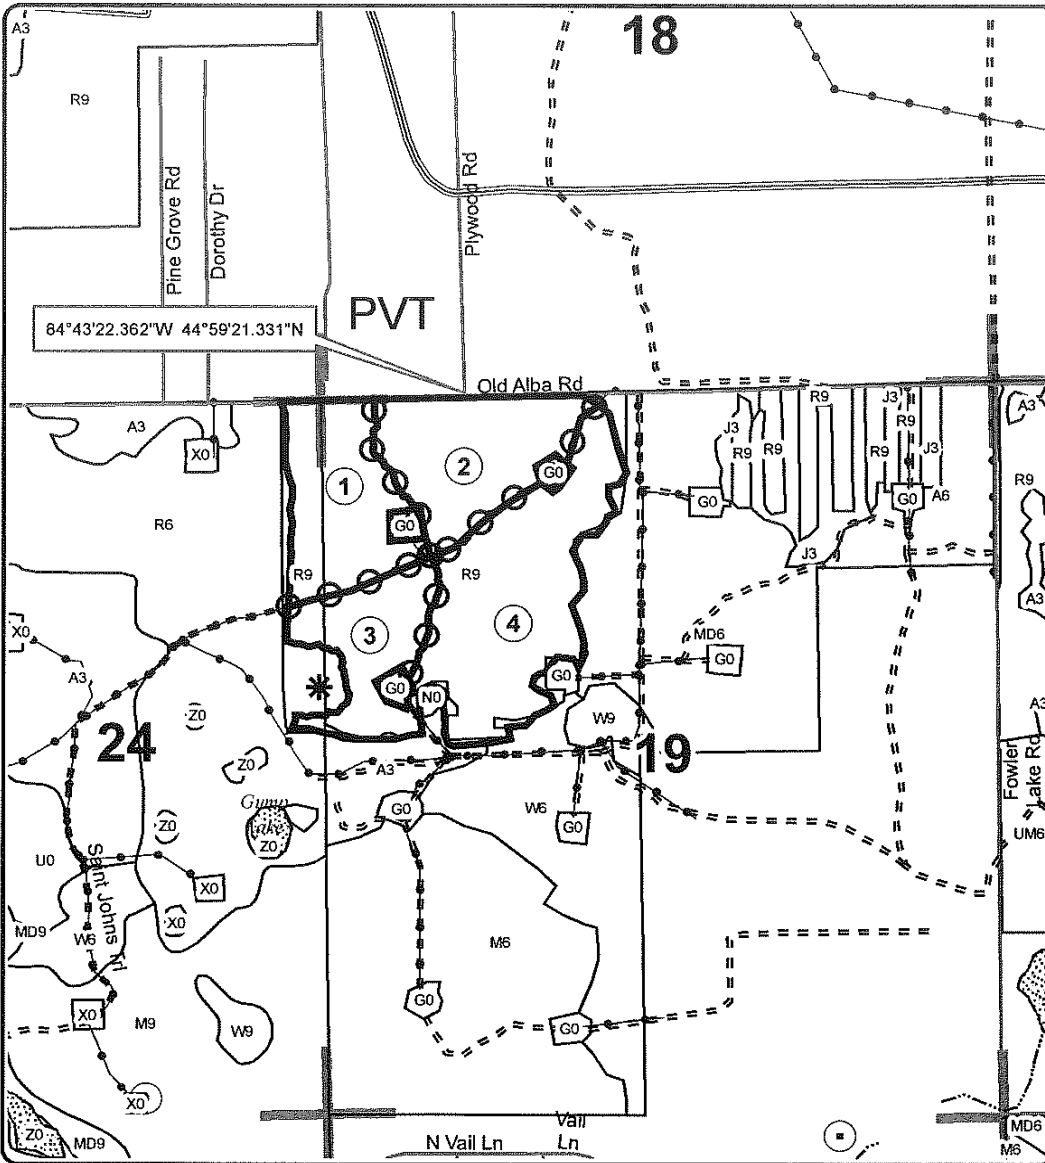 18
A3
R9
Pine Grove Rd
Dorothy Dr
Plywood Rd
PVT
84°43'22.362"W 44°59'21.331"N
Old Alba Rd
A3
X0
R6
1
2
G0
G0
R9
R9
3
4
G0
N0
G0
J3
R9
R9
R9
J3
R9
R9
J3
G0
G0
A6
J3
A3
R9
A3
MD6
G0
X0
A3
24
Z0
Z0
Z0
Gump
Lake
Z0
A3
G0
W9
19
W6
G0
A3
Fowler
Lake Rd
UM6
U0
Saint Johns Trl
X0
X0
MD9
W6
M6
X0
M9
W9
G0
G0
X0
Z0
MD9
N Vail Ln
Vail
Ln
MD6
M6